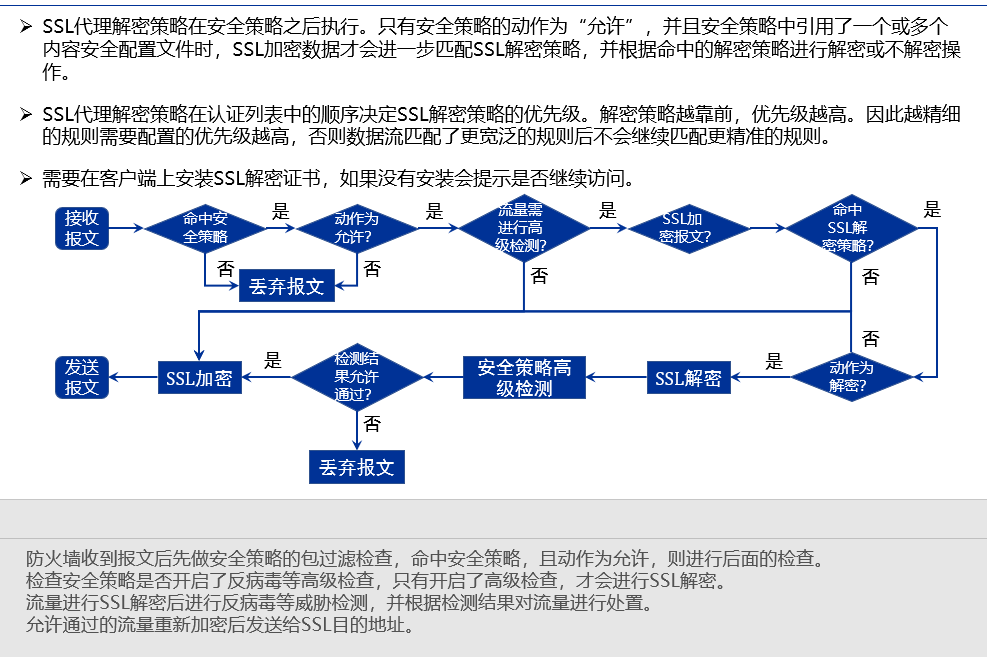 ➢ SSL代理解密策略在安全策略之后执行。只有安全策略的动作为“允许”，并且安全策略中引用了一个或多个
内容安全配置文件时，SSL加密数据才会进一步匹配SSL解密策略，并根据命中的解密策略进行解密或不解密操
作。
➢ SSL代理解密策略在认证列表中的顺序决定SSL解密策略的优先级。解密策略越靠前，优先级越高。因此越精细
的规则需要配置的优先级越高，否则数据流匹配了更宽泛的规则后不会继续匹配更精准的规则。
➢ 需要在客户端上安装SSL解密证书，如果没有安装会提示是否继续访问。
接收
报文
命中安
全策略
是
动作为
允许？
是
流量需
进行高
级检测？
是
SSL加
密报文？
命中
SSL解
密策略？
是
否
丢弃报文
否
否
否
否
发送
报文
SSL加密
是
检测结
果允许
通过？
安全策略高
级检测
SSL解密
是
动作为
解密？
否
丢弃报文
防火墙收到报文后先做安全策略的包过滤检查，命中安全策略，且动作为允许，则进行后面的检查。
检查安全策略是否开启了反病毒等高级检查，只有开启了高级检查，才会进行SSL解密。
流量进行SSL解密后进行反病毒等威胁检测，并根据检测结果对流量进行处置。
允许通过的流量重新加密后发送给SSL目的地址。